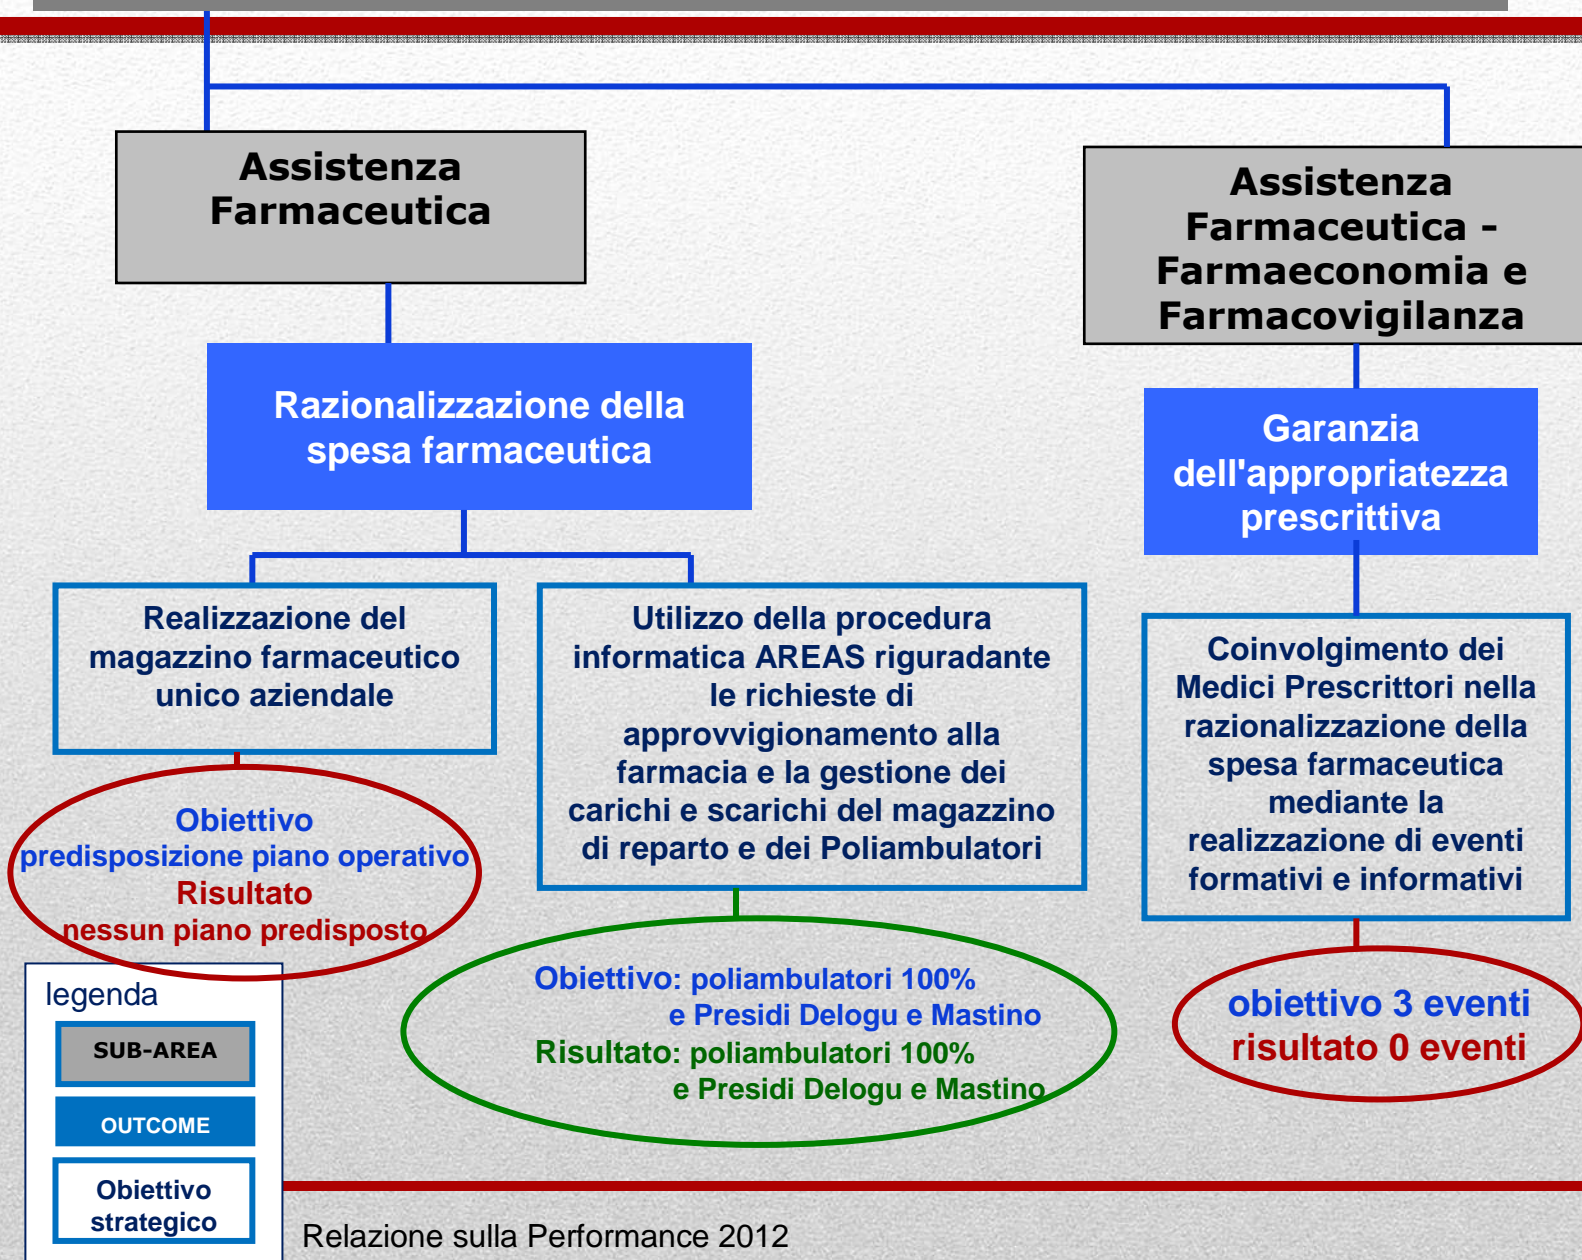 Assistenza
Farmaceutica
Assistenza
Farmaceutica -
Farmaeconomia e
Farmacovigilanza
Razionalizzazione della
spesa farmaceutica
Garanzia
dell'appropriatezza
prescrittiva
Realizzazione del
magazzino farmaceutico
unico aziendale
Utilizzo della procedura
informatica AREAS riguradante
le richieste di
approvvigionamento alla
farmacia e la gestione dei
carichi e scarichi del magazzino
di reparto e dei Poliambulatori
Coinvolgimento dei
Medici Prescrittori nella
razionalizzazione della
spesa farmaceutica
mediante la
realizzazione di eventi
formativi e informativi
Obiettivo
predisposizione piano operativo
Risultato
nessun piano predisposto
Obiettivo: poliambulatori 100%
e Presidi Delogu e Mastino
Risultato: poliambulatori 100%
e Presidi Delogu e Mastino
obiettivo 3 eventi
risultato 0 eventi
legenda
SUB-AREA
OUTCOME
Obiettivo
strategico
Relazione sulla Performance 2012